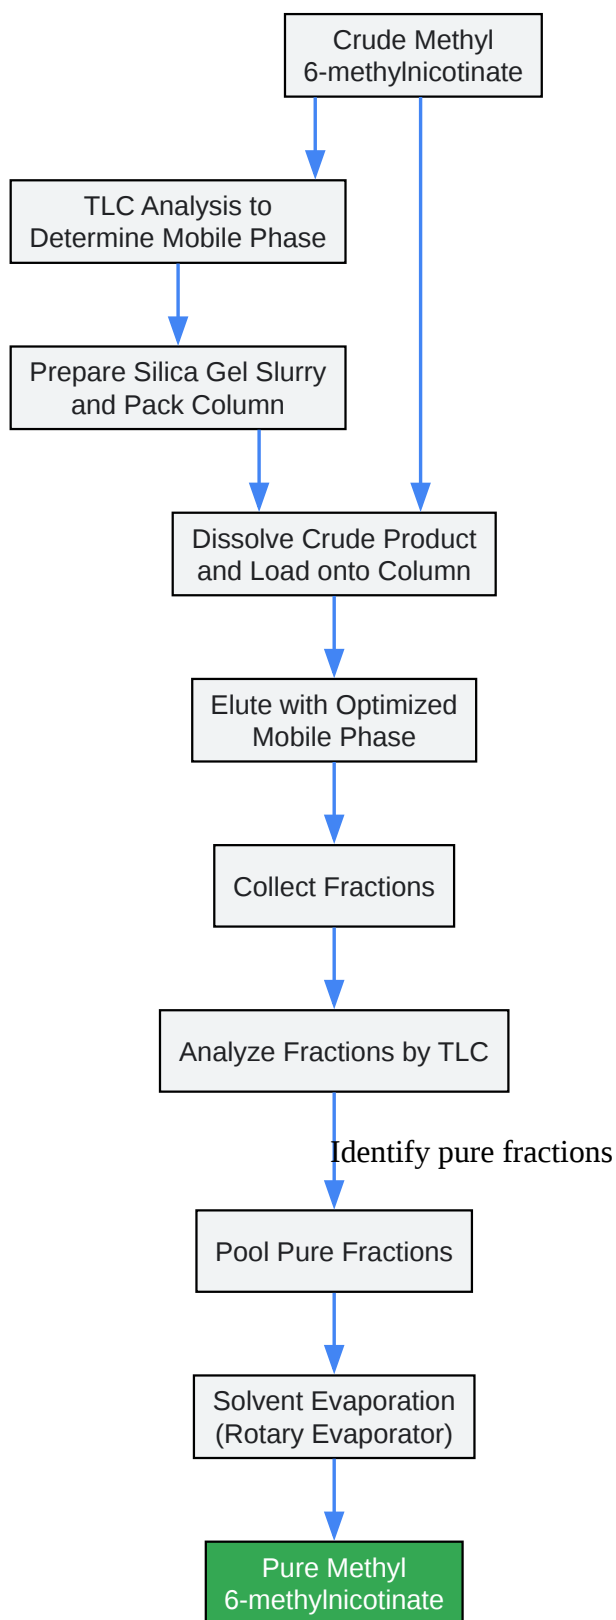 Crude Methyl
6-methylnicotinate
TLC Analysis to
Determine Mobile Phase
Prepare Silica Gel Slurry
and Pack Column
Dissolve Crude Product
and Load onto Column
Elute with Optimized
Mobile Phase
Collect Fractions
Analyze Fractions by TLC
Identify pure fractions
Pool Pure Fractions
Solvent Evaporation
(Rotary Evaporator)
Pure Methyl
6-methylnicotinate